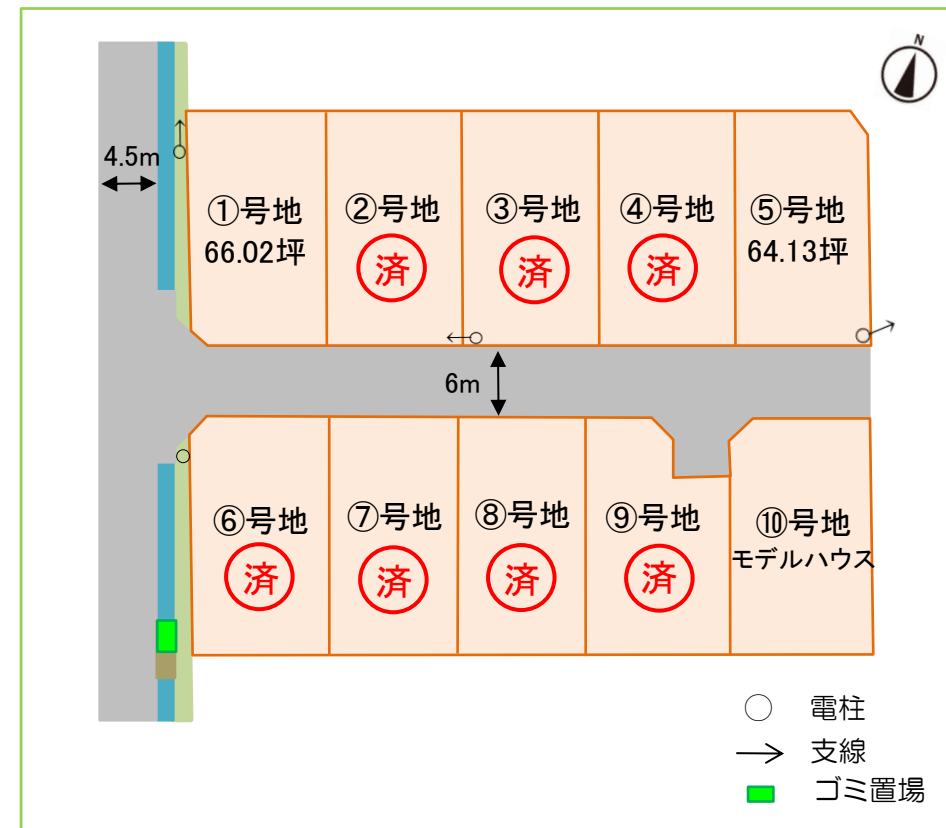 N
4.5m
①号地
66.02坪
②号地
済
③号地
済
④号地
済
⑤号地
64.13坪
6m
⑥号地
済
⑦号地
済
⑧号地
済
⑨号地
済
⑩号地
モデルハウス
電柱
支線
ゴミ置場